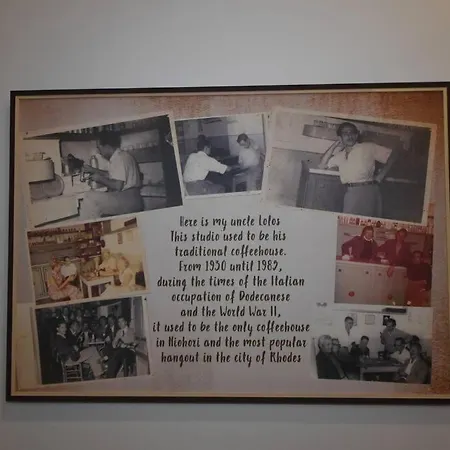 Here is my uncle Lolos
This studio used to be his
traditional coffeehouse.
From 1930 until 1982,
during the times of the Italian
occupation of Dodecanese
and the World War II,
it used to be the only coffeehouse
in Niohori and the most popular
hangout in the city of Rhodes